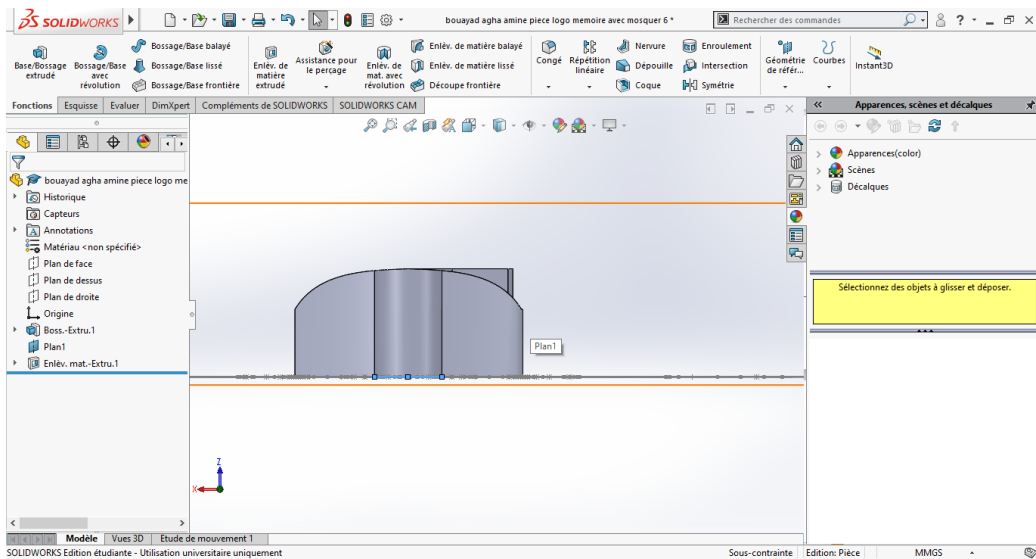 SOLIDWORKS
bouayad agha amine piece logo memoire avec mosquer 6 *
Rechercher des commandes
Base/Bossage extrudé
Bossage/Base avec révolution
Bossage/Base balayé
Bossage/Base lissé
Bossage/Base frontière
Enlèv. de matière extrudé
Assistance pour le perçage
Enlèv. de mat. avec révolution
Enlèv. de matière balayé
Enlèv. de matière lissé
Découpe frontière
Congé
Répétition linéaire
Nervure
Dépouille
Coque
Enroulement
Intersection
Symétrie
Géométrie de référ...
Courbes
Instant3D
Fonctions Esquisse Evaluer DimXpert Compléments de SOLIDWORKS SOLIDWORKS CAM
Apparences, scènes et décalques
bouayad agha amine piece logo me
Historique
Capteurs
Annotations
Matériau <non spécifié>
Plan de face
Plan de dessus
Plan de droite
Origine
Boss.-Extru.1
Plan1
Enlèv. mat.-Extru.1
Plan1
Z
X
Apparences(color)
Scènes
Décalques
Sélectionnez des objets à glisser et déposer.
Modèle Vues 3D Etude de mouvement 1
SOLIDWORKS Edition étudiante - Utilisation universitaire uniquement
Sous-contrainte Edition: Pièce MMGS